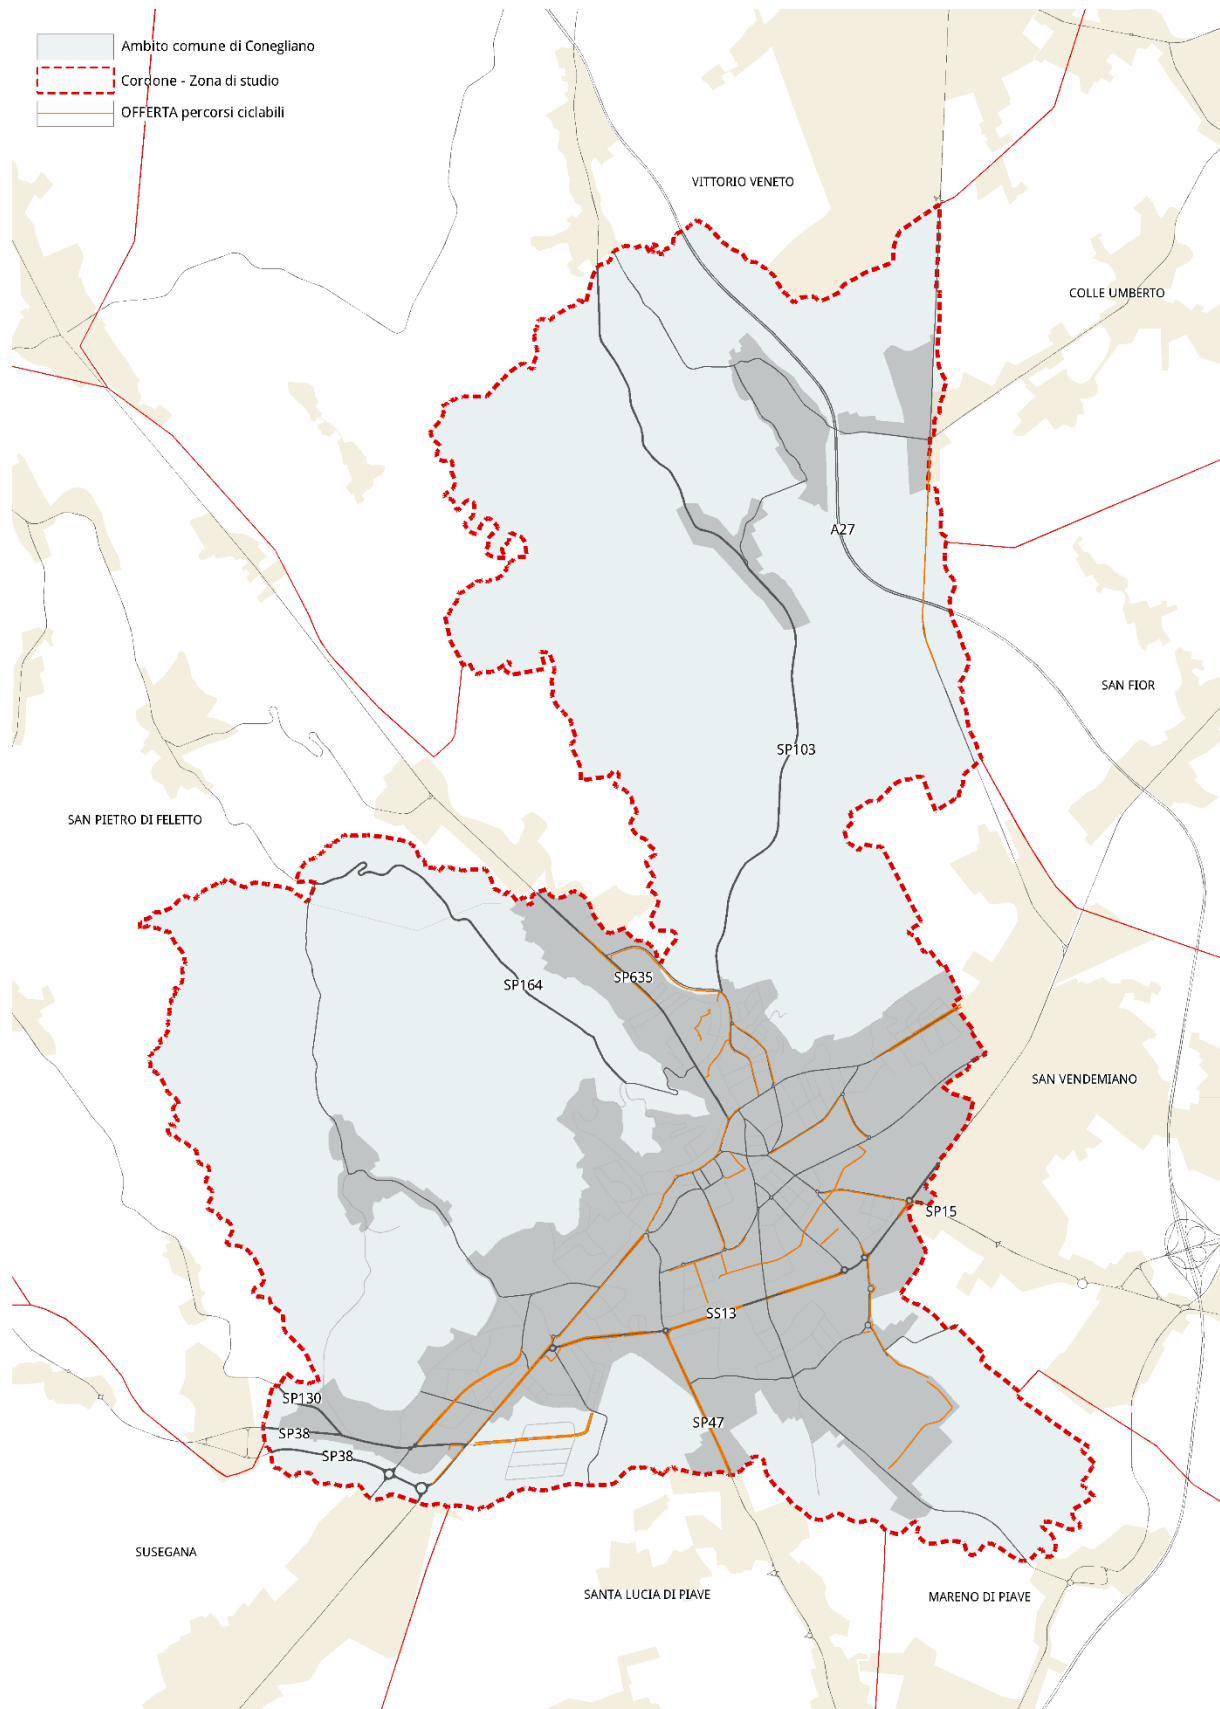 Ambito comune di Conegliano
Cordone - Zona di studio
OFFERTA percorsi ciclabili
VITTORIO VENETO
COLLE UMBERTO
A27
SAN FIOR
SP103
SAN PIETRO DI FELETTO
SP635
SP164
SAN VENDEMIANO
SP15
SS13
SP130
SP47
SP38
SP38
SUSEGANA
SANTA LUCIA DI PIAVE
MARENO DI PIAVE